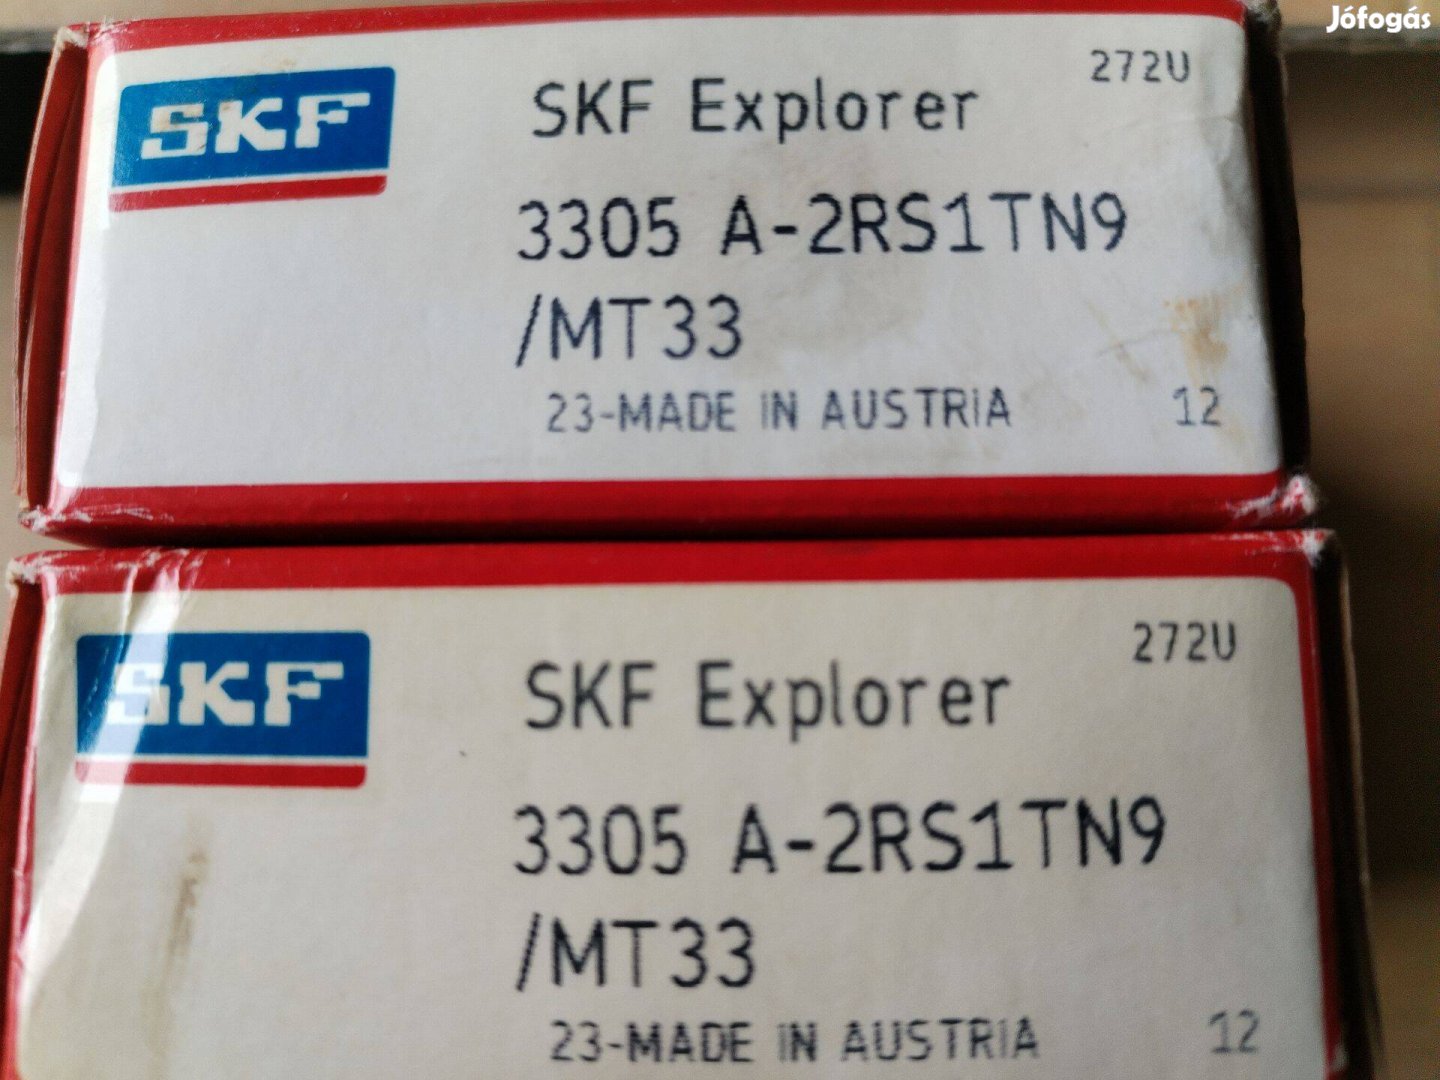 Jófogás
272U
SKF
SKF Explorer
3305 A-2RS1TN9
/MT33
23-MADE IN AUSTRIA 12
272U
SKF
SKF Explorer
3305 A-2RS1TN9
/MT33
23-MADE IN AUSTRIA 12